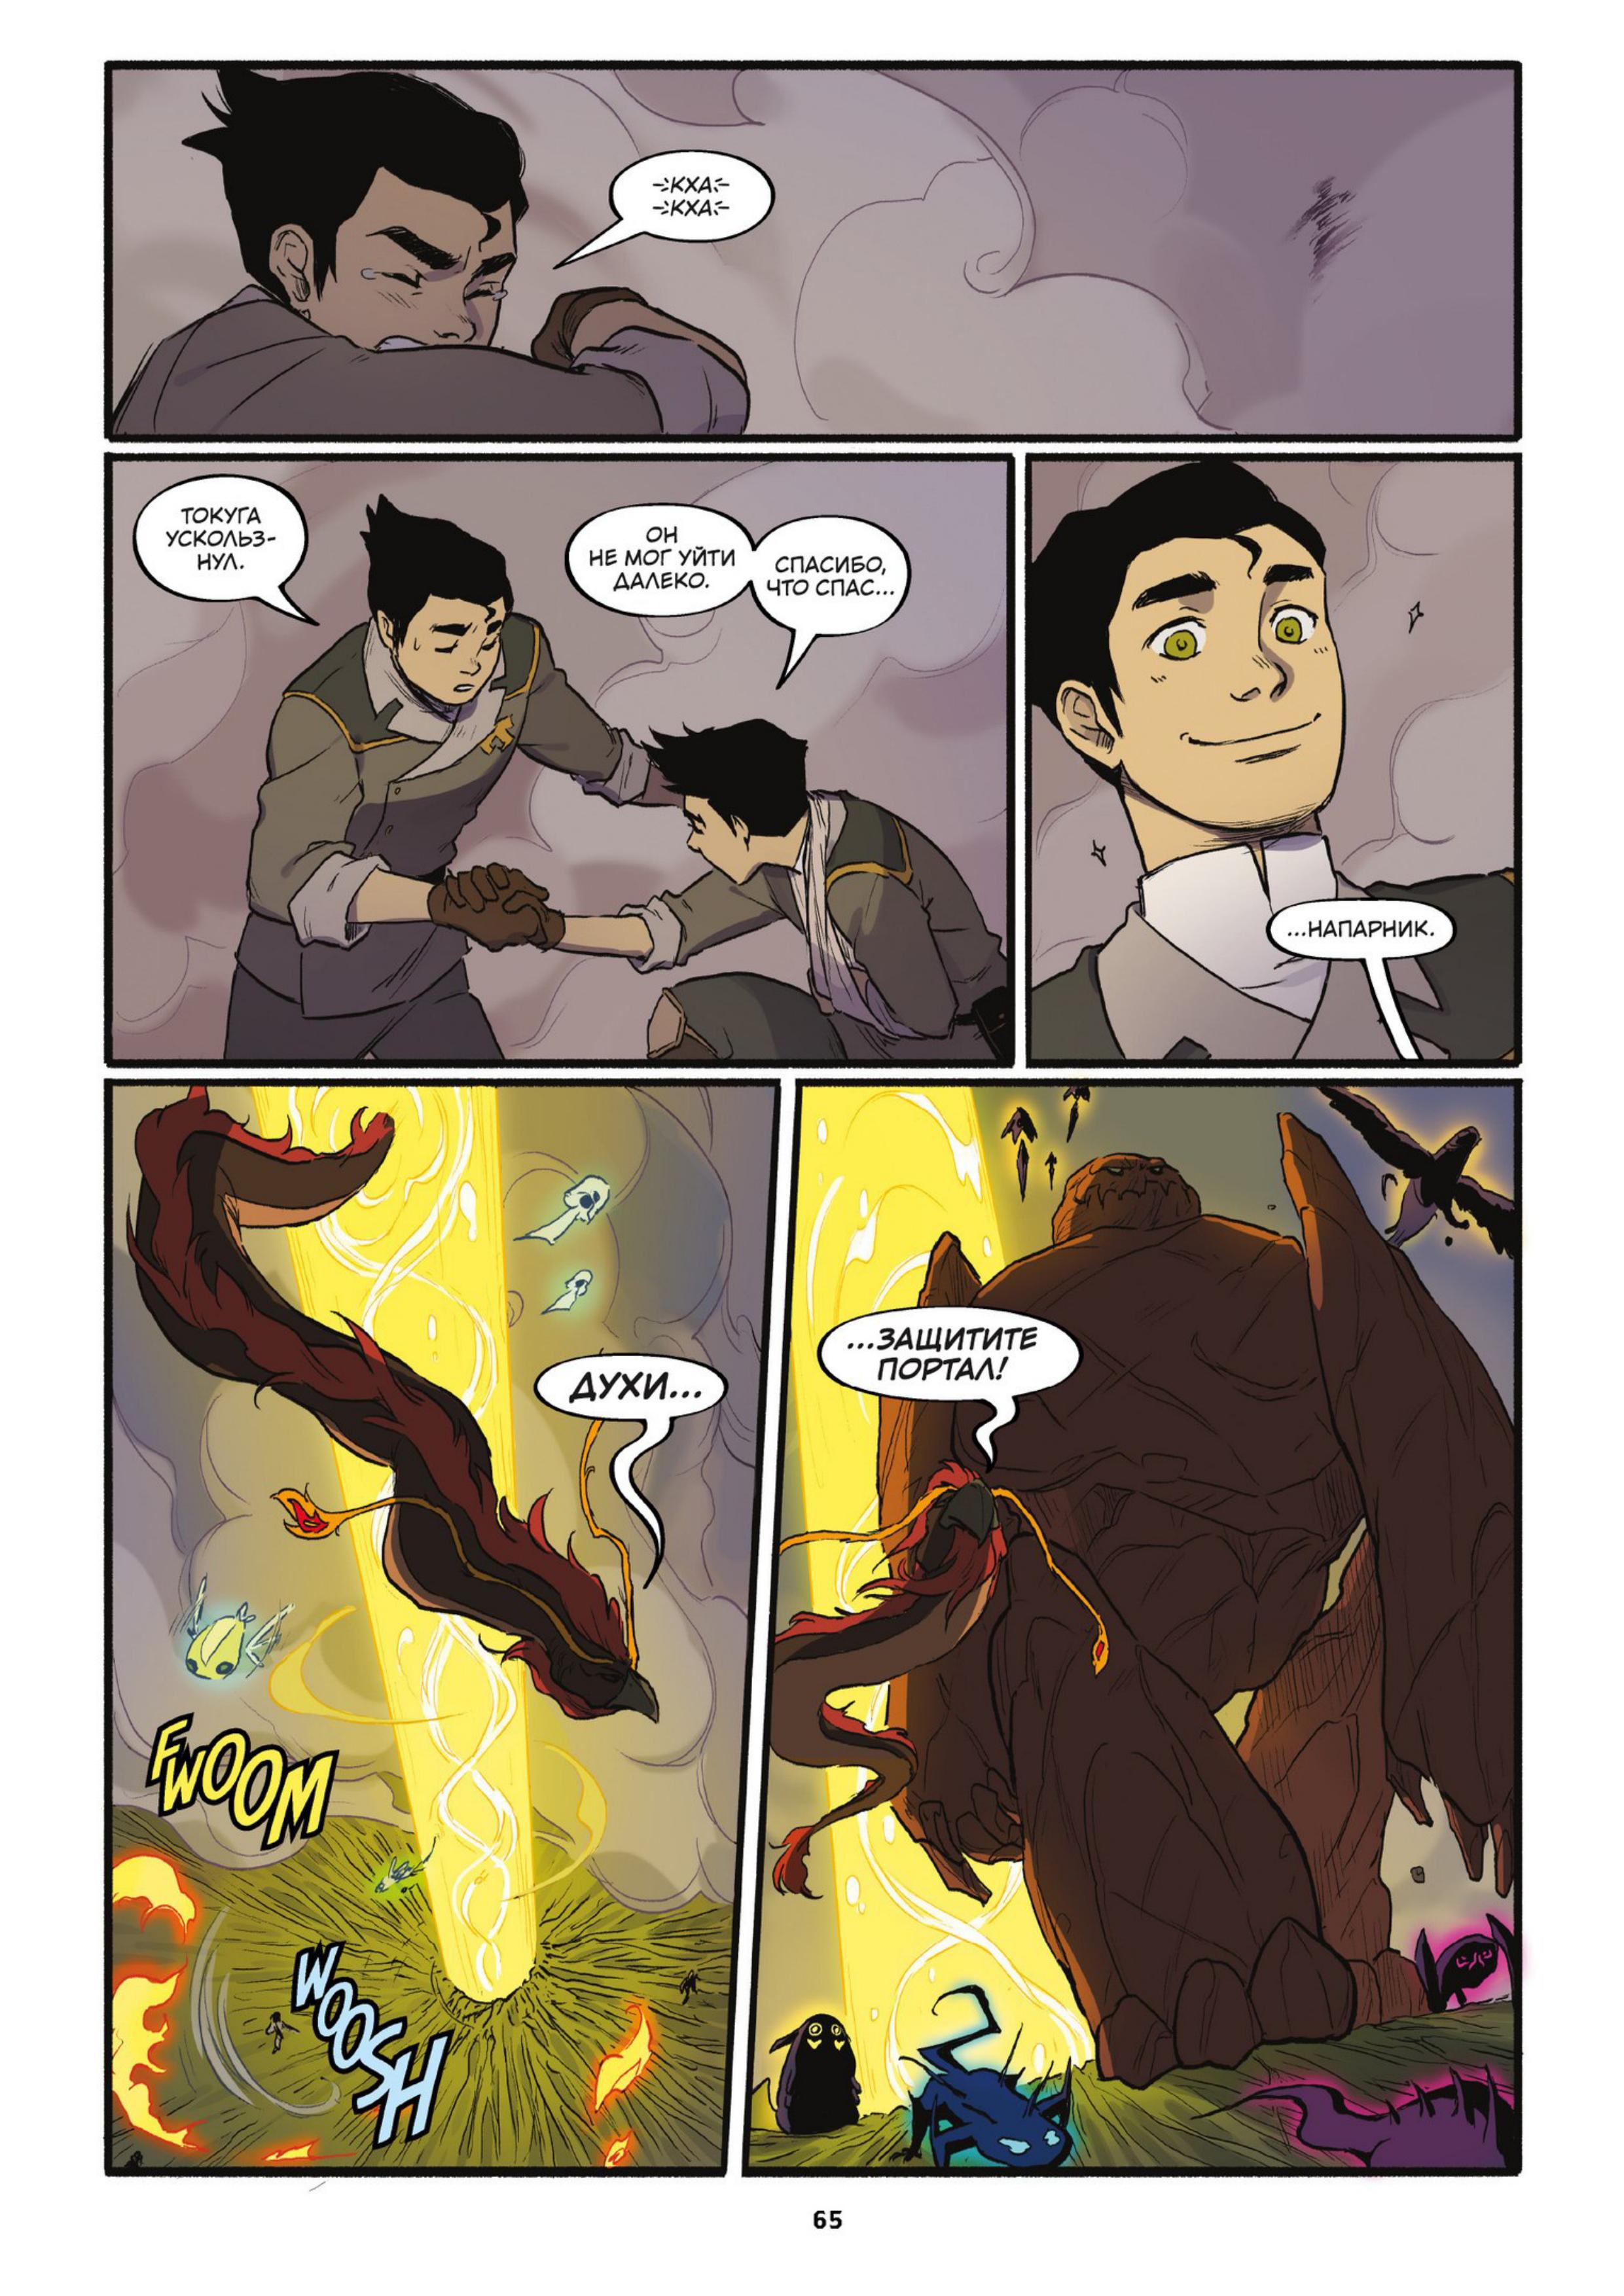 -КХА-
-КХА-
ТОКУГА
УСКОЛЬЗ-
НУЛ.
ОН
НЕ МОГ УЙТИ
ДАЛЕКО.
СПАСИБО,
ЧТО СПАС...
...НАПАРНИК.
ДУХИ...
...ЗАЩИТИТЕ
ПОРТАЛ!
FWOOM
WOOSH
65